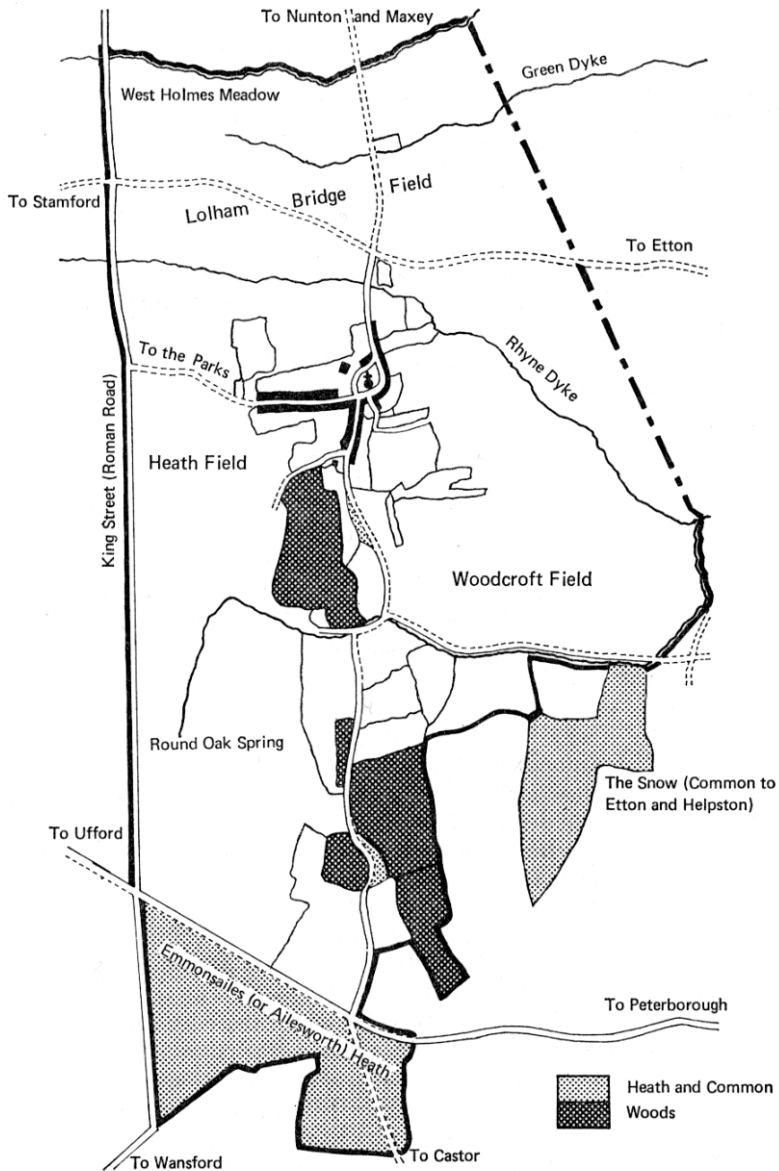 To Nunton and Maxey
Green Dyke
West Holmes Meadow
To Stamford
Lolham Bridge Field
To Etton
To the Parks
Rhyne Dyke
King Street (Roman Road)
Heath Field
Woodcroft Field
Round Oak Spring
The Snow (Common to
Etton and Helpston)
To Ufford
Emmonsailes (or Ailesworth) Heath
To Peterborough
Heath and Common
Woods
To Wansford
To Castor